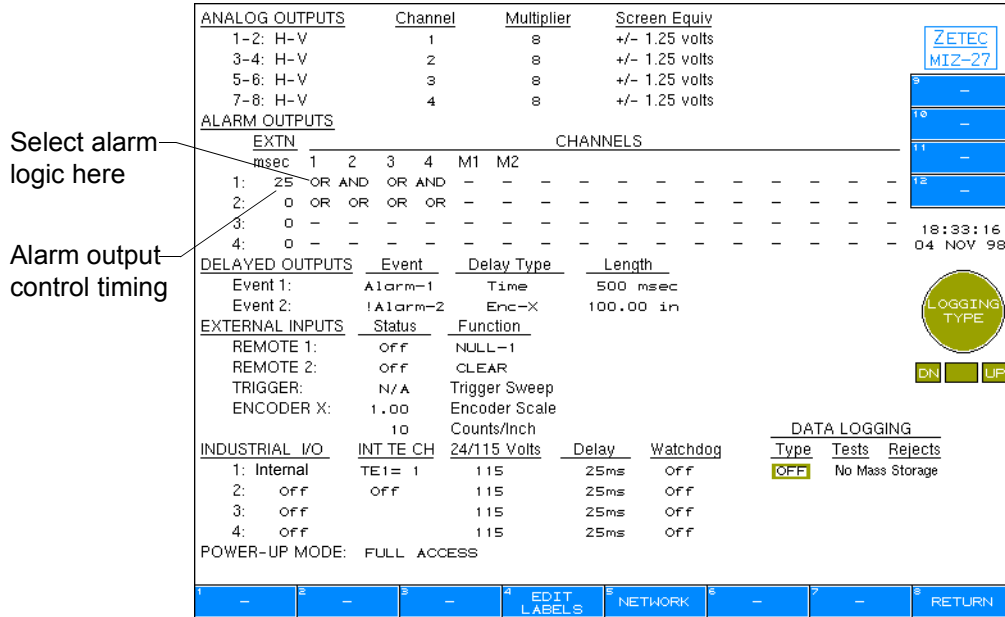 ANALOG OUTPUTS Channel Multiplier Screen Equiv
1-2: H-V 1 8 +/- 1.25 volts
3-4: H-V 2 8 +/- 1.25 volts
5-6: H-V 3 8 +/- 1.25 volts
7-8: H-V 4 8 +/- 1.25 volts
ZETEC
MIZ-27
9 -
10 -
11 -
12 -
ALARM OUTPUTS
EXTN CHANNELS
msec 1 2 3 4 M1 M2
1: 25 OR AND OR AND - - - - - - - - - - - -
2: 0 OR OR OR OR - - - - - - - - - - - -
3: 0 - - - - - - - - - - - - - - - -
4: 0 - - - - - - - - - - - - - - - -
Select alarm
logic here
Alarm output
control timing
18:33:16
04 NOV 98
DELAYED OUTPUTS Event Delay Type Length
Event 1: Alarm-1 Time 500 msec
Event 2: !Alarm-2 Enc-X 100.00 in
LOGGING
TYPE
DN UP
EXTERNAL INPUTS Status Function
REMOTE 1: Off NULL-1
REMOTE 2: Off CLEAR
TRIGGER: N/A Trigger Sweep
ENCODER X: 1.00 Encoder Scale
10 Counts/Inch
DATA LOGGING
Type Tests Rejects
OFF No Mass Storage
INDUSTRIAL I/O INT TE CH 24/115 Volts Delay Watchdog
1: Internal TE1= 1 115 25ms Off
2: Off Off 115 25ms Off
3: Off 115 25ms Off
4: Off 115 25ms Off
POWER-UP MODE: FULL ACCESS
1 - 2 - 3 - 4 EDIT LABELS 5 NETWORK 6 - 7 - 8 RETURN